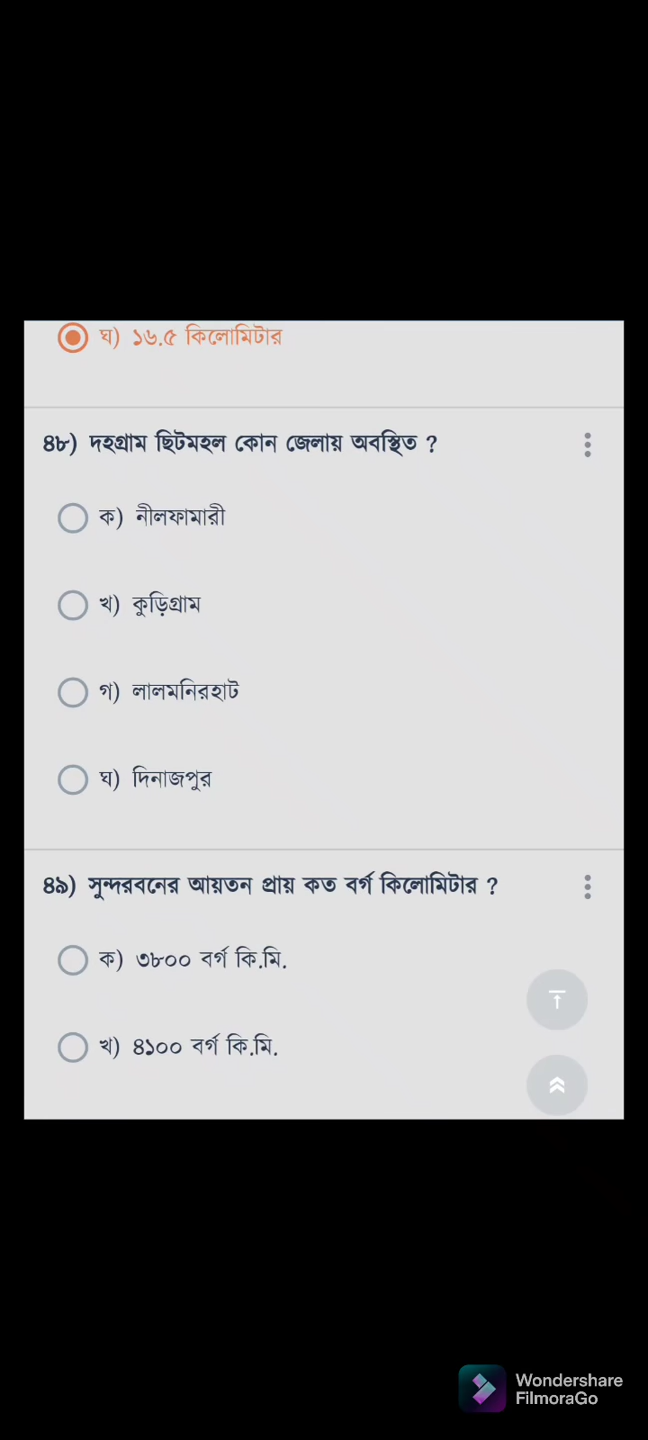 ঘ) ১৬.৫ কিলোমিটার
৪৮) দহগ্রাম ছিটমহল কোন জেলায় অবস্থিত ?
ক) নীলফামারী
খ) কুড়িগ্রাম
গ) লালমনিরহাট
ঘ) দিনাজপুর
৪৯) সুন্দরবনের আয়তন প্রায় কত বর্গ কিলোমিটার ?
ক) ৩৮০০ বর্গ কি.মি.
খ) ৪১০০ বর্গ কি.মি.
Wondershare
FilmoraGo